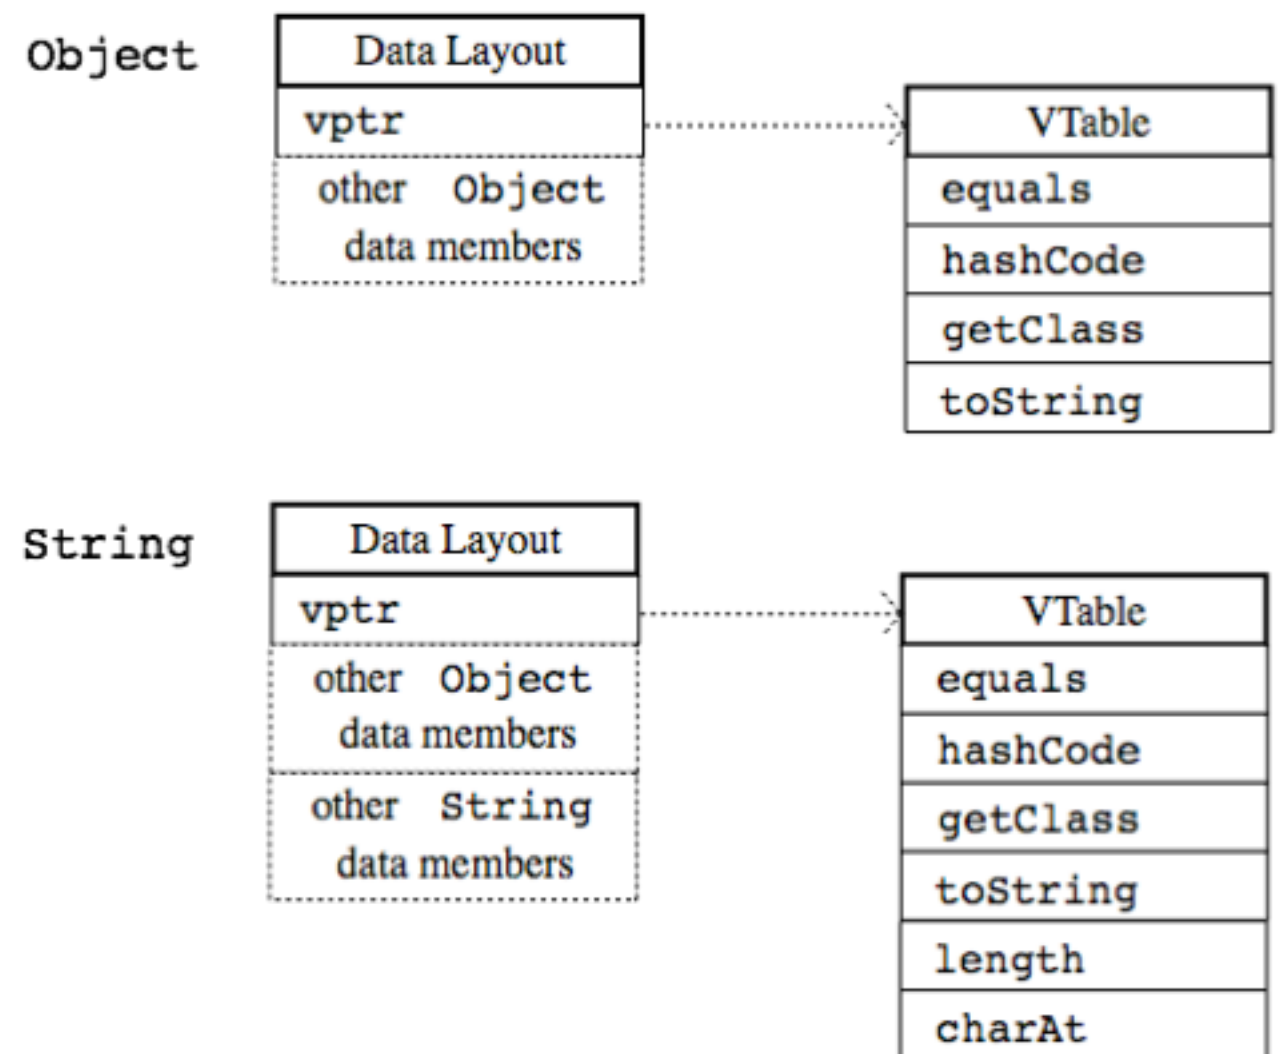 Object
Data Layout
vptr
other Object
data members
VTable
equals
hashCode
getClass
toString
String
Data Layout
vptr
other Object
data members
other String
data members
VTable
equals
hashCode
getClass
toString
length
charAt